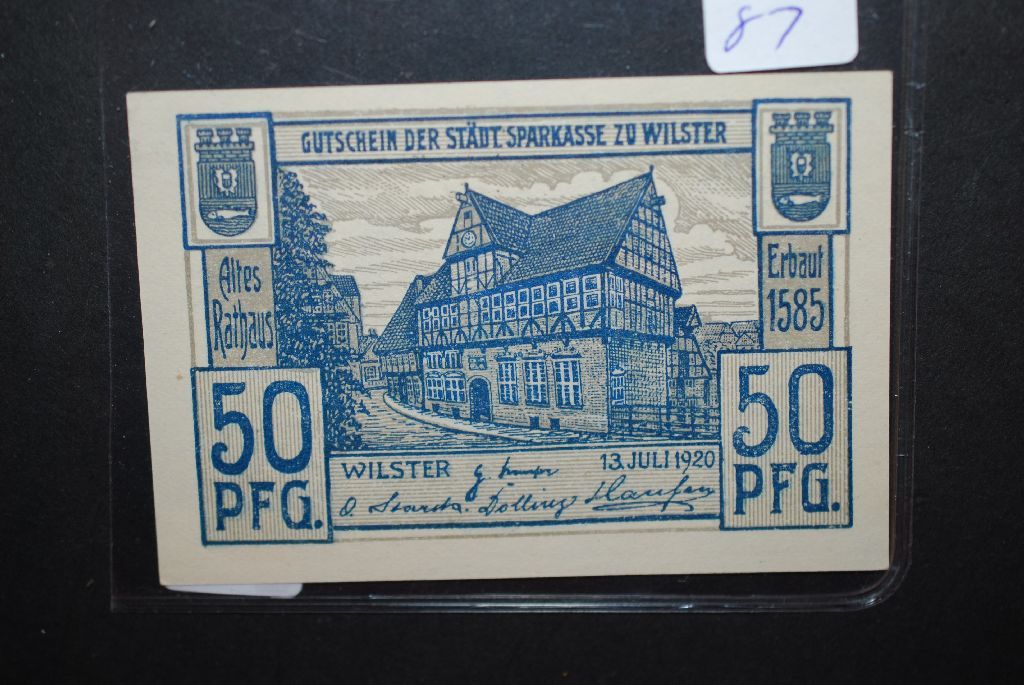 87
GUTSCHEIN DER STÄDT. SPARKASSE ZU WILSTER
Altes
Rathaus
Erbaut
1585
50
PFG.
50
PFG.
WILSTER
13. JULI 1920
Dölling